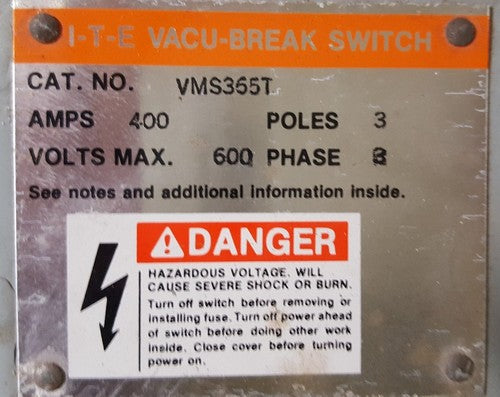 I-T-E VACU-BREAK SWITCH
CAT. NO. VMS365T
AMPS 400 POLES 3
VOLTS MAX. 600 PHASE 3
See notes and additional information inside.
DANGER
HAZARDOUS VOLTAGE. WILL
CAUSE SEVERE SHOCK OR BURN.
Turn off switch before removing or
installing fuse. Turn off power ahead
of switch before doing other work
inside. Close cover before turning
power on.